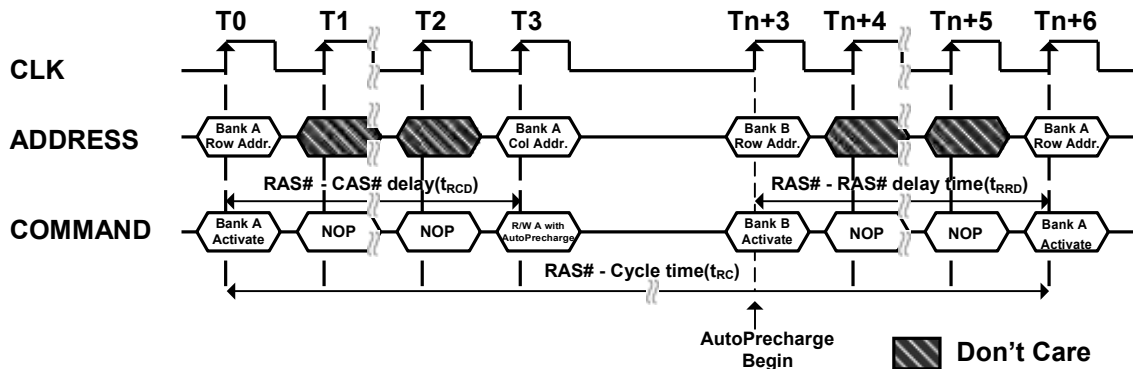 T0 T1 T2 T3 Tn+3 Tn+4 Tn+5 Tn+6
CLK
ADDRESS
Bank A
Row Addr.
Bank A
Col Addr.
Bank B
Row Addr.
Bank A
Row Addr.
RAS# - CAS# delay(tRCD)
RAS# - RAS# delay time(tRRD)
COMMAND
Bank A
Activate
NOP
NOP
R/W A with
AutoPrecharge
Bank B
Activate
NOP
NOP
Bank A
Activate
RAS# - Cycle time(tRC)
AutoPrecharge
Begin
Don't Care